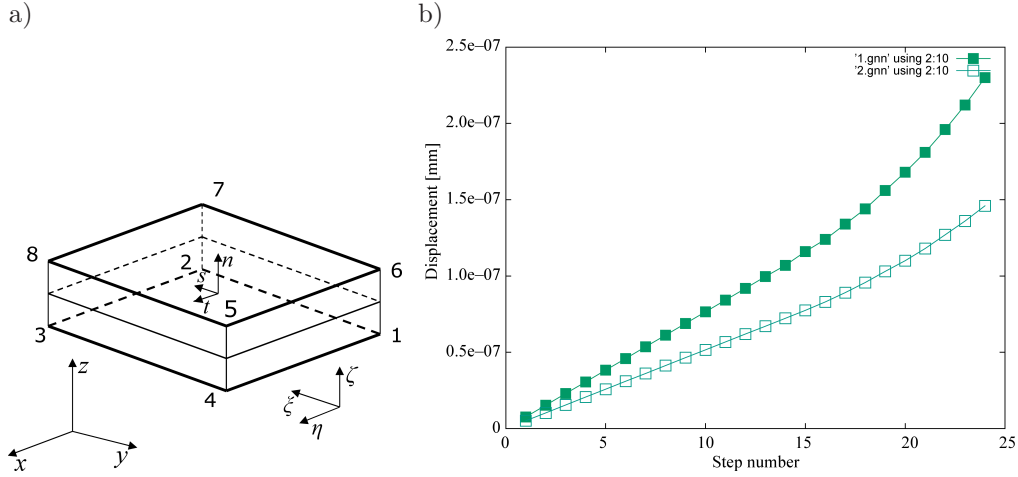 a)
7
8
2
n
s
t
6
5
3
1
4
z
x
y
ζ
ξ
η
b)
2.5e–07
2.0e–07
1.5e–07
1.0e–07
0.5e–07
0
Displacement [mm]
'1.gnn' using 2:10
'2.gnn' using 2:10
0 5 10 15 20 25
Step number